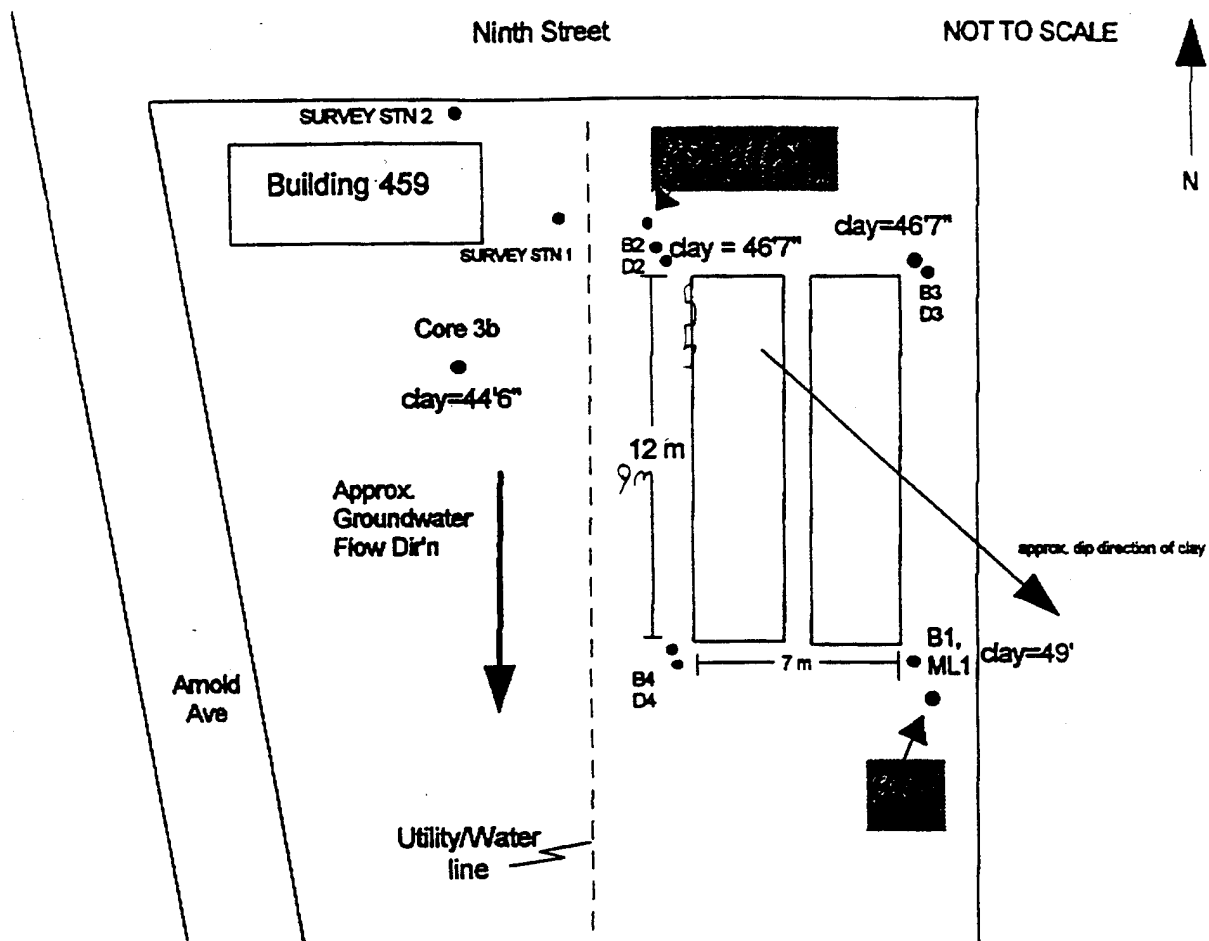 Ninth Street
NOT TO SCALE
N
SURVEY STN 2
Building 459
SURVEY STN 1
B2
D2
clay = 46'7"
clay=46'7"
B3
D3
Core 3b
clay=44'6"
12 m
9m
Approx.
Groundwater
Flow Dir'n
approx. dip direction of clay
B1,
ML1
clay=49'
7 m
B4
D4
Arnold
Ave
Utility/Water
line